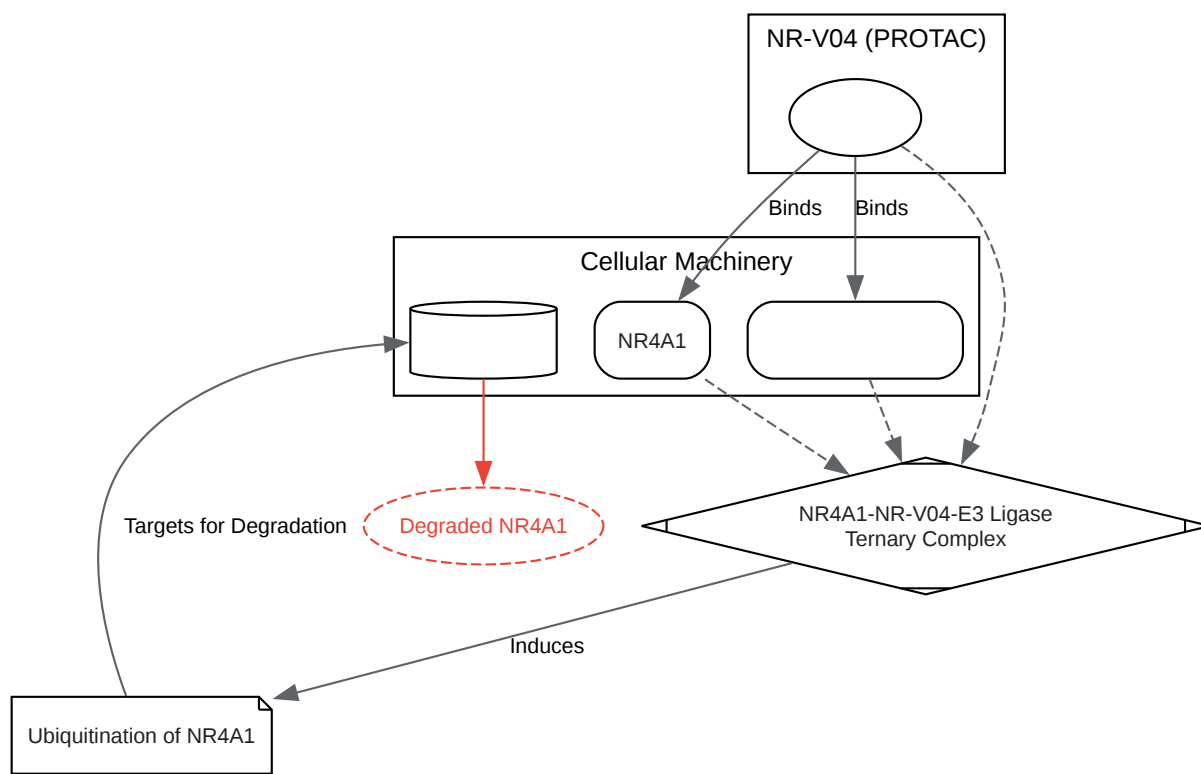 NR-V04 (PROTAC)
Binds
Binds
Cellular Machinery
NR4A1
Targets for Degradation
Degraded NR4A1
NR4A1-NR-V04-E3 Ligase
Ternary Complex
Induces
Ubiquitination of NR4A1